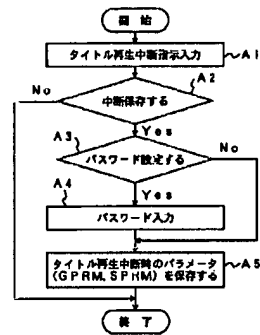 開 始
タイトル再生中断指示入力
A1
A2
No
中断保存する
A3
Yes
No
パスワード設定する
A4
Yes
パスワード入力
タイトル再生中断時のパラメータ
(GPRM, SPRM)を保存する
A5
終 了